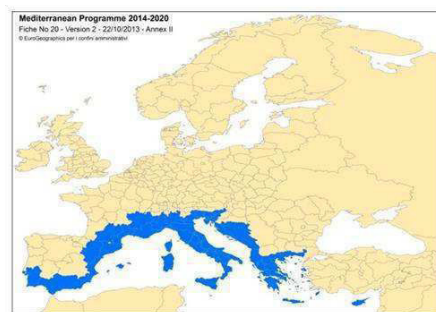 Mediterranean Programme 2014-2020
Fiche No 20 - Version 2 - 22/10/2013 - Annex II
© EuroGeographics per i confini amministrativi